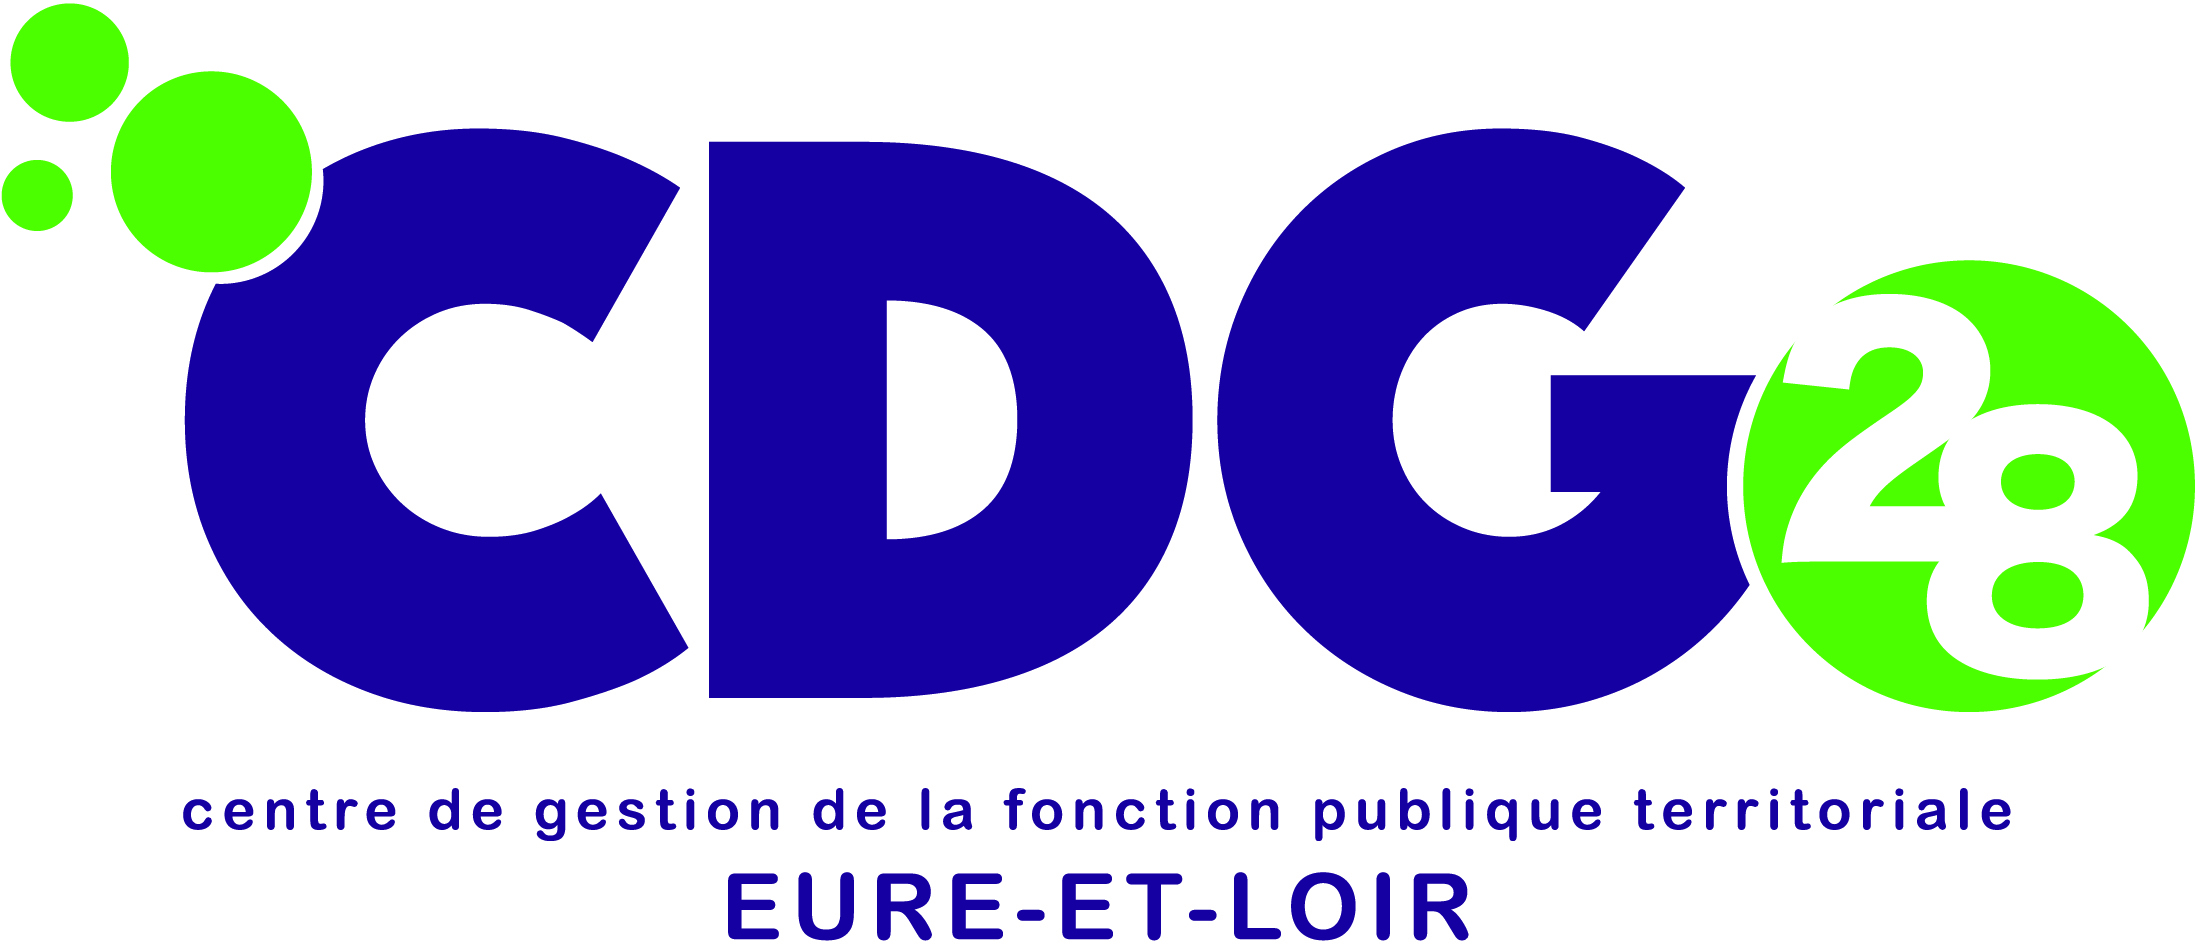 CDG28
centre de gestion de la fonction publique territoriale
EURE-ET-LOIR